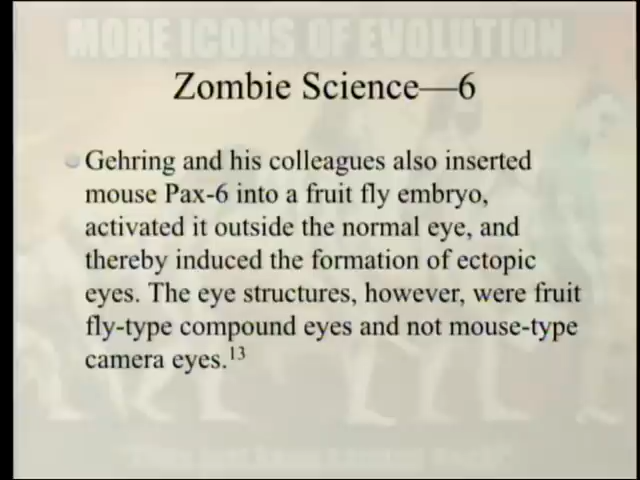 MORE ICONS OF EVOLUTION
Zombie Science—6
Gehring and his colleagues also inserted
mouse Pax-6 into a fruit fly embryo,
activated it outside the normal eye, and
thereby induced the formation of ectopic
eyes. The eye structures, however, were fruit
fly-type compound eyes and not mouse-type
camera eyes.13